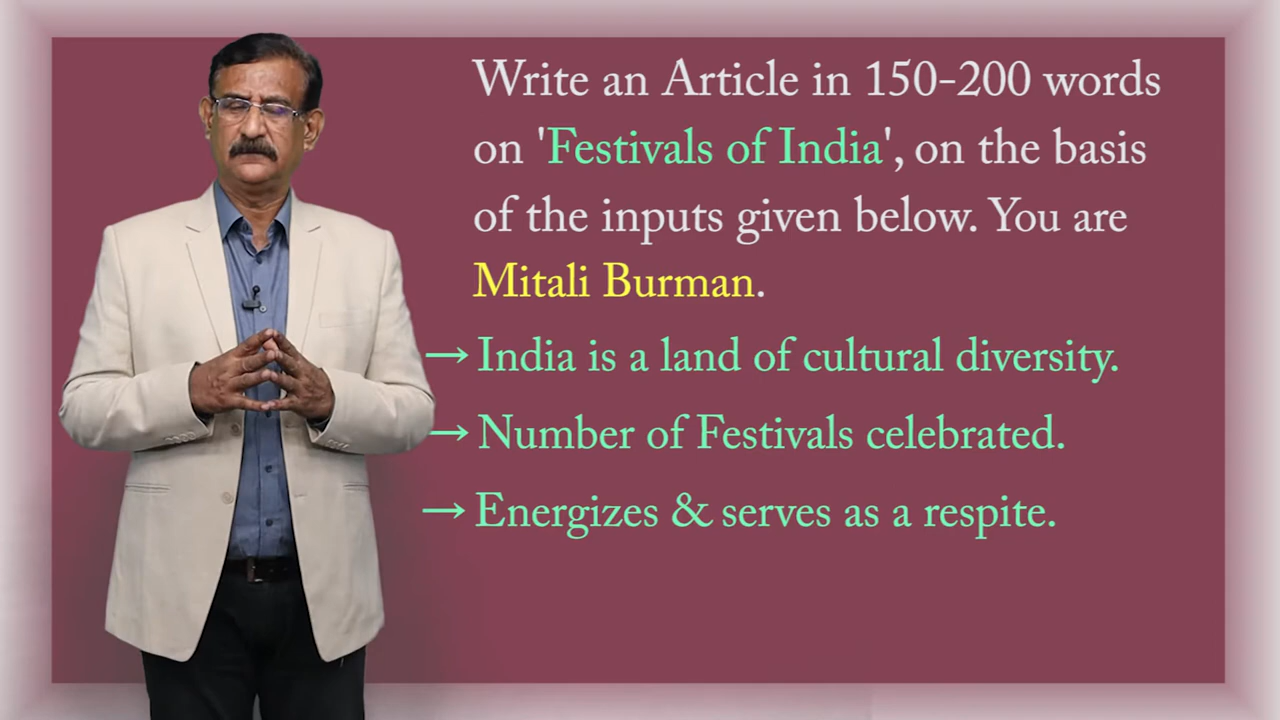 Write an Article in 150-200 words
on 'Festivals of India', on the basis
of the inputs given below. You are
Mitali Burman.
→ India is a land of cultural diversity.
→ Number of Festivals celebrated.
→ Energizes & serves as a respite.